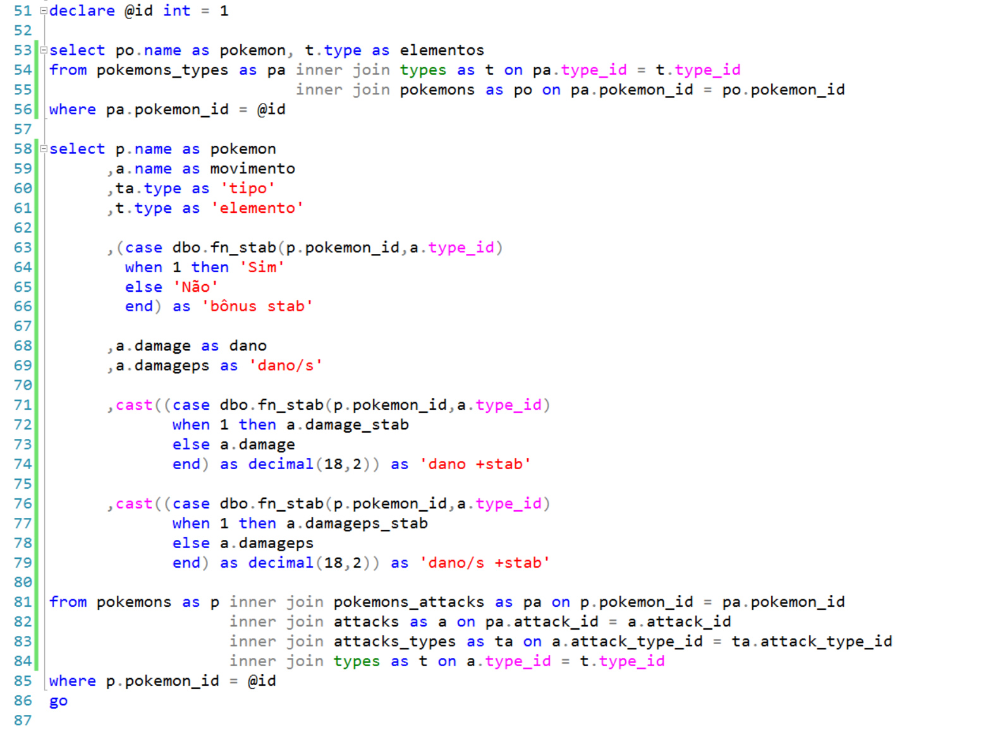 51 declare @id int = 1
52
53 select po.name as pokemon, t.type as elementos
54 from pokemons_types as pa inner join types as t on pa.type_id = t.type_id
55                           inner join pokemons as po on pa.pokemon_id = po.pokemon_id
56 where pa.pokemon_id = @id
57
58 select p.name as pokemon
59       ,a.name as movimento
60       ,ta.type as 'tipo'
61       ,t.type as 'elemento'
62
63       ,(case dbo.fn_stab(p.pokemon_id,a.type_id)
64         when 1 then 'Sim'
65         else 'Não'
66         end) as 'bônus stab'
67
68       ,a.damage as dano
69       ,a.damageps as 'dano/s'
70
71       ,cast((case dbo.fn_stab(p.pokemon_id,a.type_id)
72              when 1 then a.damage_stab
73              else a.damage
74              end) as decimal(18,2)) as 'dano +stab'
75
76       ,cast((case dbo.fn_stab(p.pokemon_id,a.type_id)
77              when 1 then a.damageps_stab
78              else a.damageps
79              end) as decimal(18,2)) as 'dano/s +stab'
80
81 from pokemons as p inner join pokemons_attacks as pa on p.pokemon_id = pa.pokemon_id
82                    inner join attacks as a on pa.attack_id = a.attack_id
83                    inner join attacks_types as ta on a.attack_type_id = ta.attack_type_id
84                    inner join types as t on a.type_id = t.type_id
85 where p.pokemon_id = @id
86 go
87